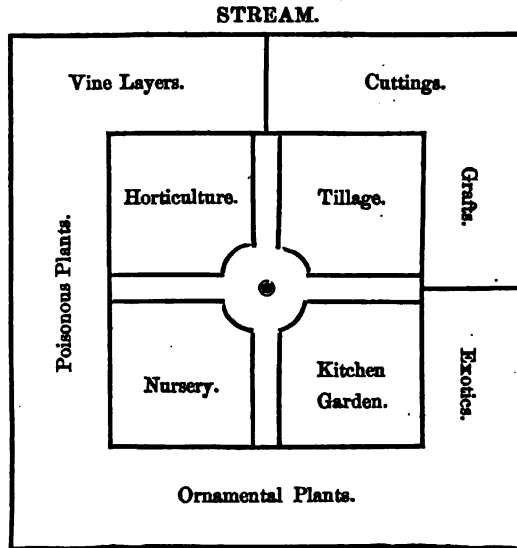 STREAM.
Vine Layers.
Cuttings.
Horticulture.
Tillage.
Grafts.
Poisonous Plants.
Nursery.
Kitchen
Garden.
Exotics.
Ornamental Plants.